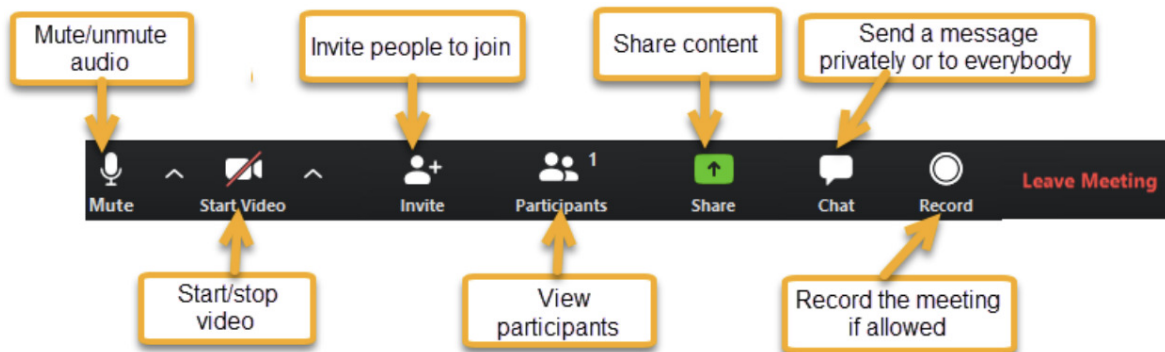 Mute/unmute
audio
Invite people to join
Share content
Send a message
privately or to everybody
1
Mute
Start Video
Invite
Participants
Share
Chat
Record
Leave Meeting
Start/stop
video
View
participants
Record the meeting
if allowed